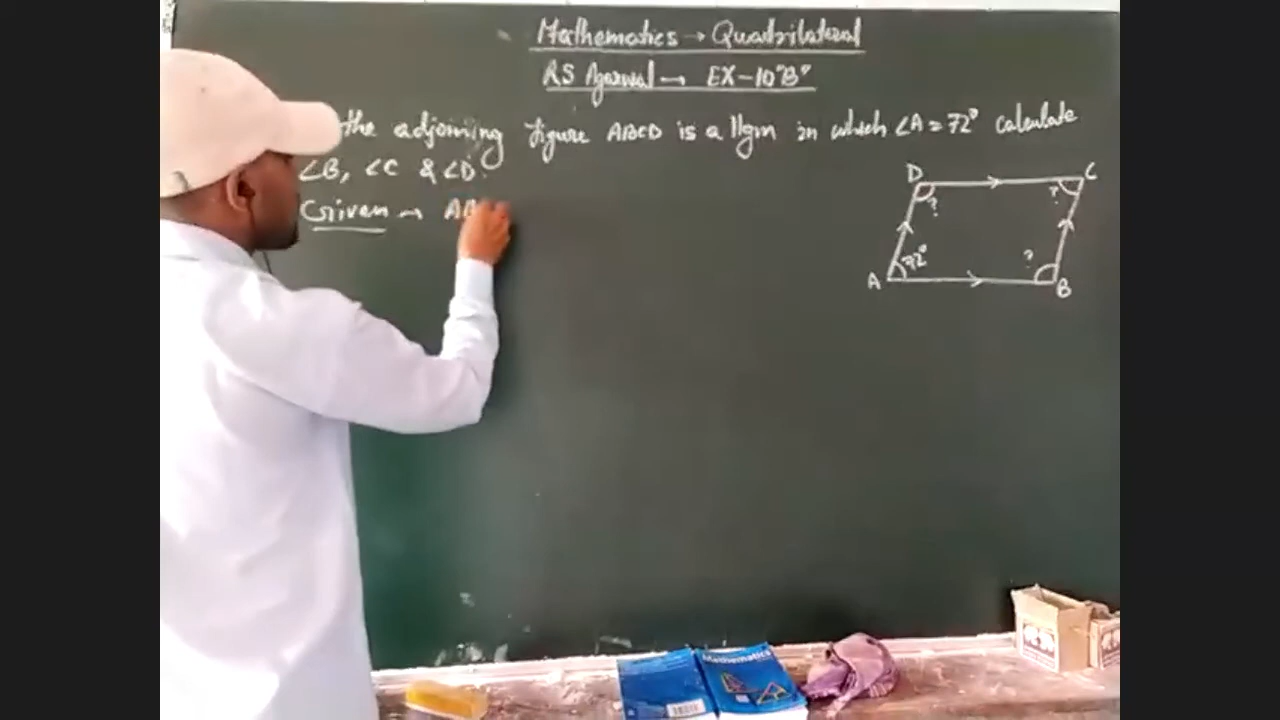 Mathematics → Quadrilateral
RS Agarwal → EX-10"B"
the adjoining figure ABCD is a llgm in which ∠A = 72° calculate
∠B, ∠C & ∠D.
Given → AB
D
C
?
?
72°
?
A
B
Mathematics